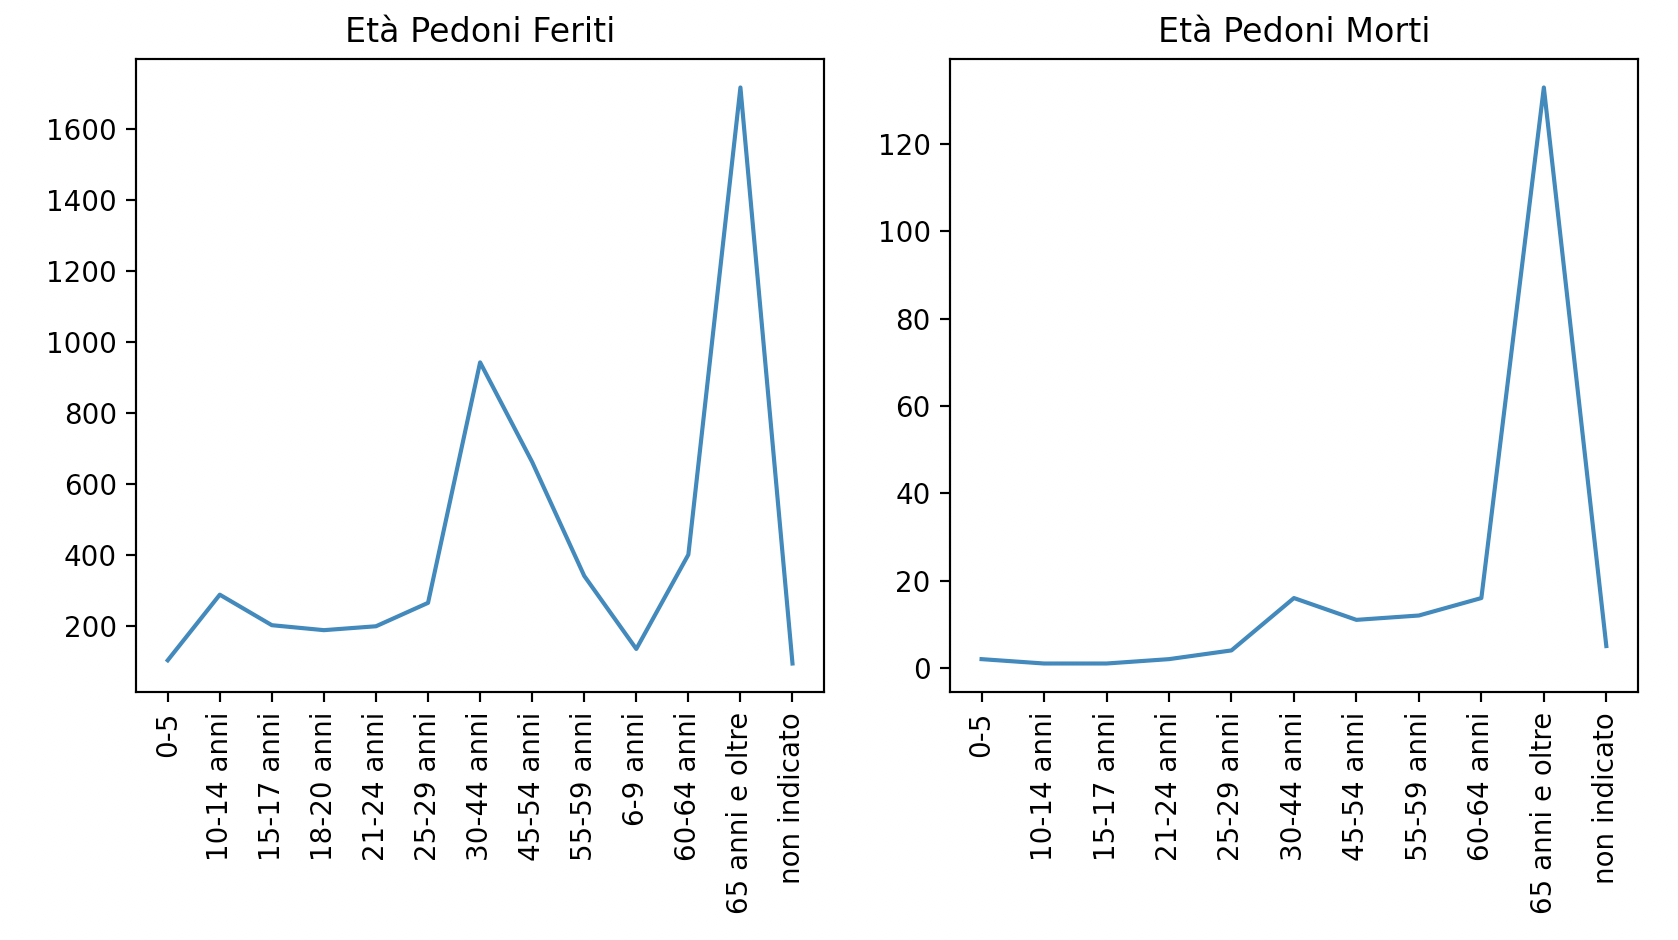 Età Pedoni Feriti
1600
1400
1200
1000
800
600
400
200
0-5
10-14 anni
15-17 anni
18-20 anni
21-24 anni
25-29 anni
30-44 anni
45-54 anni
55-59 anni
6-9 anni
60-64 anni
65 anni e oltre
non indicato
Età Pedoni Morti
120
100
80
60
40
20
0
0-5
10-14 anni
15-17 anni
21-24 anni
25-29 anni
30-44 anni
45-54 anni
55-59 anni
60-64 anni
65 anni e oltre
non indicato